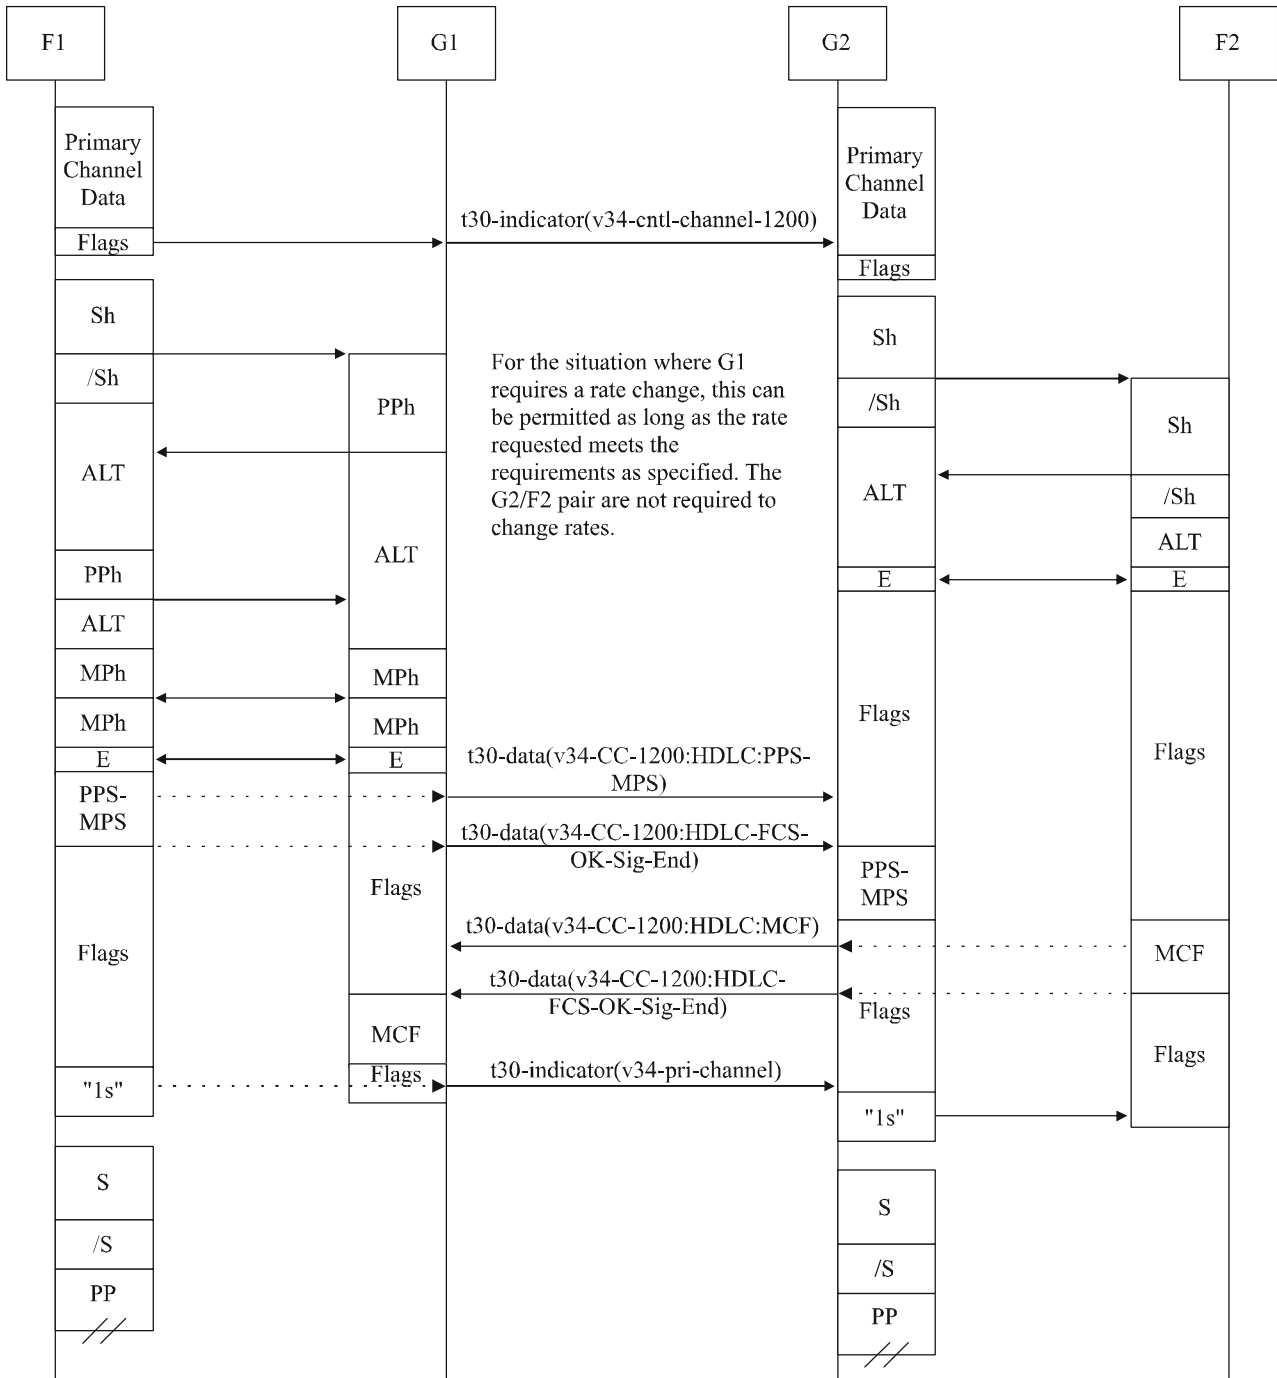 F1
G1
G2
F2
Primary
Channel
Data
Primary
Channel
Data
t30-indicator(v34-cntl-channel-1200)
Flags
Flags
Sh
Sh
/Sh
PPh
/Sh
Sh
For the situation where G1
requires a rate change, this can
be permitted as long as the rate
requested meets the
requirements as specified. The
G2/F2 pair are not required to
change rates.
ALT
ALT
/Sh
ALT
ALT
PPh
E
E
ALT
MPh
MPh
MPh
MPh
Flags
Flags
E
E
t30-data(v34-CC-1200:HDLC:PPS-
MPS)
PPS-
MPS
t30-data(v34-CC-1200:HDLC-FCS-
OK-Sig-End)
Flags
PPS-
MPS
t30-data(v34-CC-1200:HDLC:MCF)
Flags
MCF
t30-data(v34-CC-1200:HDLC-
FCS-OK-Sig-End)
Flags
MCF
Flags
Flags
t30-indicator(v34-pri-channel)
"1s"
"1s"
S
S
/S
/S
PP
PP